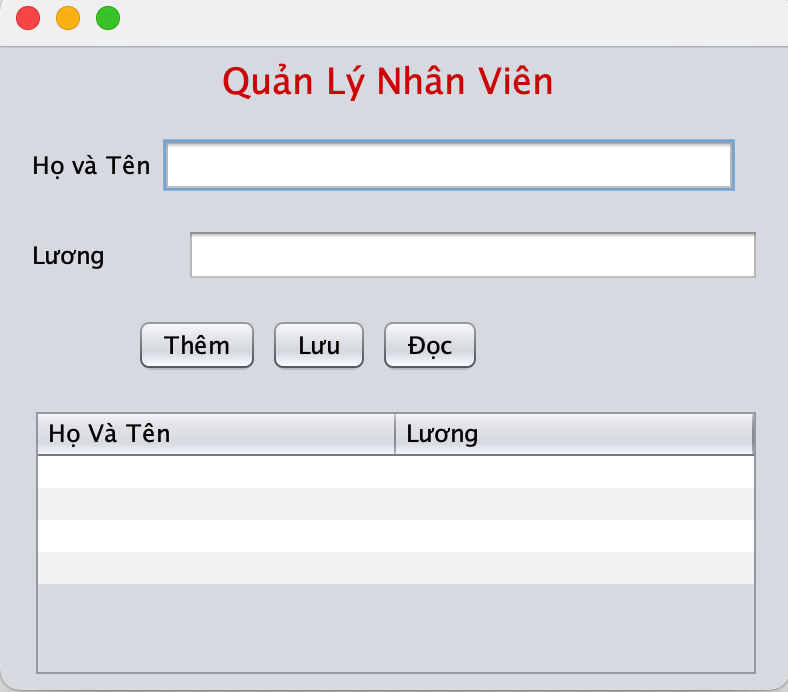 Quản Lý Nhân Viên
Họ và Tên
Lương
Thêm Lưu Đọc
Họ Và Tên Lương